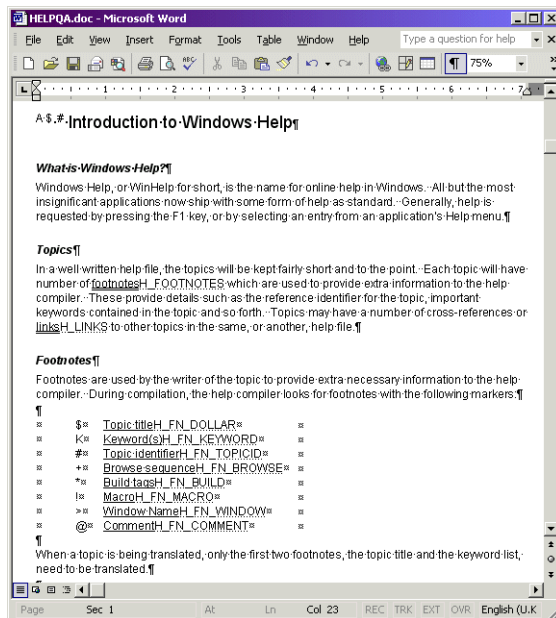 HELPQA.doc - Microsoft Word
File Edit View Insert Format Tools Table Window Help Type a question for help
75%
1 2 3 4 5 6 7
A $ # Introduction to Windows Help¶
What is Windows Help?¶
Windows Help, or WinHelp for short, is the name for online help in Windows. All but the most
insignificant applications now ship with some form of help as standard. Generally, help is
requested by pressing the F1 key, or by selecting an entry from an application's Help menu.¶
Topics¶
In a well written help file, the topics will be kept fairly short and to the point. Each topic will have
number of footnotesH_FOOTNOTES which are used to provide extra information to the help
compiler. These provide details such as the reference identifier for the topic, important
keywords contained in the topic and so forth. Topics may have a number of cross-references or
linksH_LINKS to other topics in the same, or another, help file.¶
Footnotes¶
Footnotes are used by the writer of the topic to provide extra necessary information to the help
compiler. During compilation, the help compiler looks for footnotes with the following markers:¶
¶
¤ $¤ Topic titleH_FN_DOLLAR¤ ¤
¤ K¤ Keyword(s)H_FN_KEYWORD¤ ¤
¤ #¤ Topic identifierH_FN_TOPICID¤ ¤
¤ +¤ Browse sequenceH_FN_BROWSE¤ ¤
¤ *¤ Build tagsH_FN_BUILD¤ ¤
¤ !¤ MacroH_FN_MACRO¤ ¤
¤ >¤ Window NameH_FN_WINDOW¤ ¤
¤ @¤ CommentH_FN_COMMENT¤ ¤
¶
When a topic is being translated, only the first two footnotes, the topic title and the keyword list,
need to be translated.¶
Page Sec 1 At Ln Col 23 REC TRK EXT OVR English (U.K